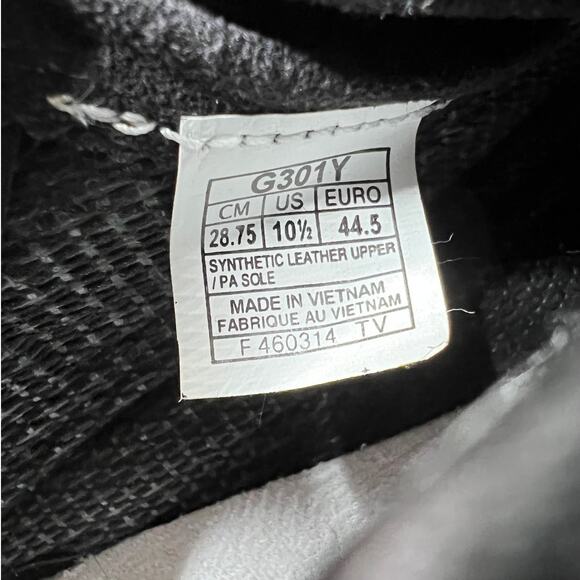 G301Y
CM US EURO
28.75 10½ 44.5
SYNTHETIC LEATHER UPPER
/ PA SOLE
MADE IN VIETNAM
FABRIQUE AU VIETNAM
F 460314 TV